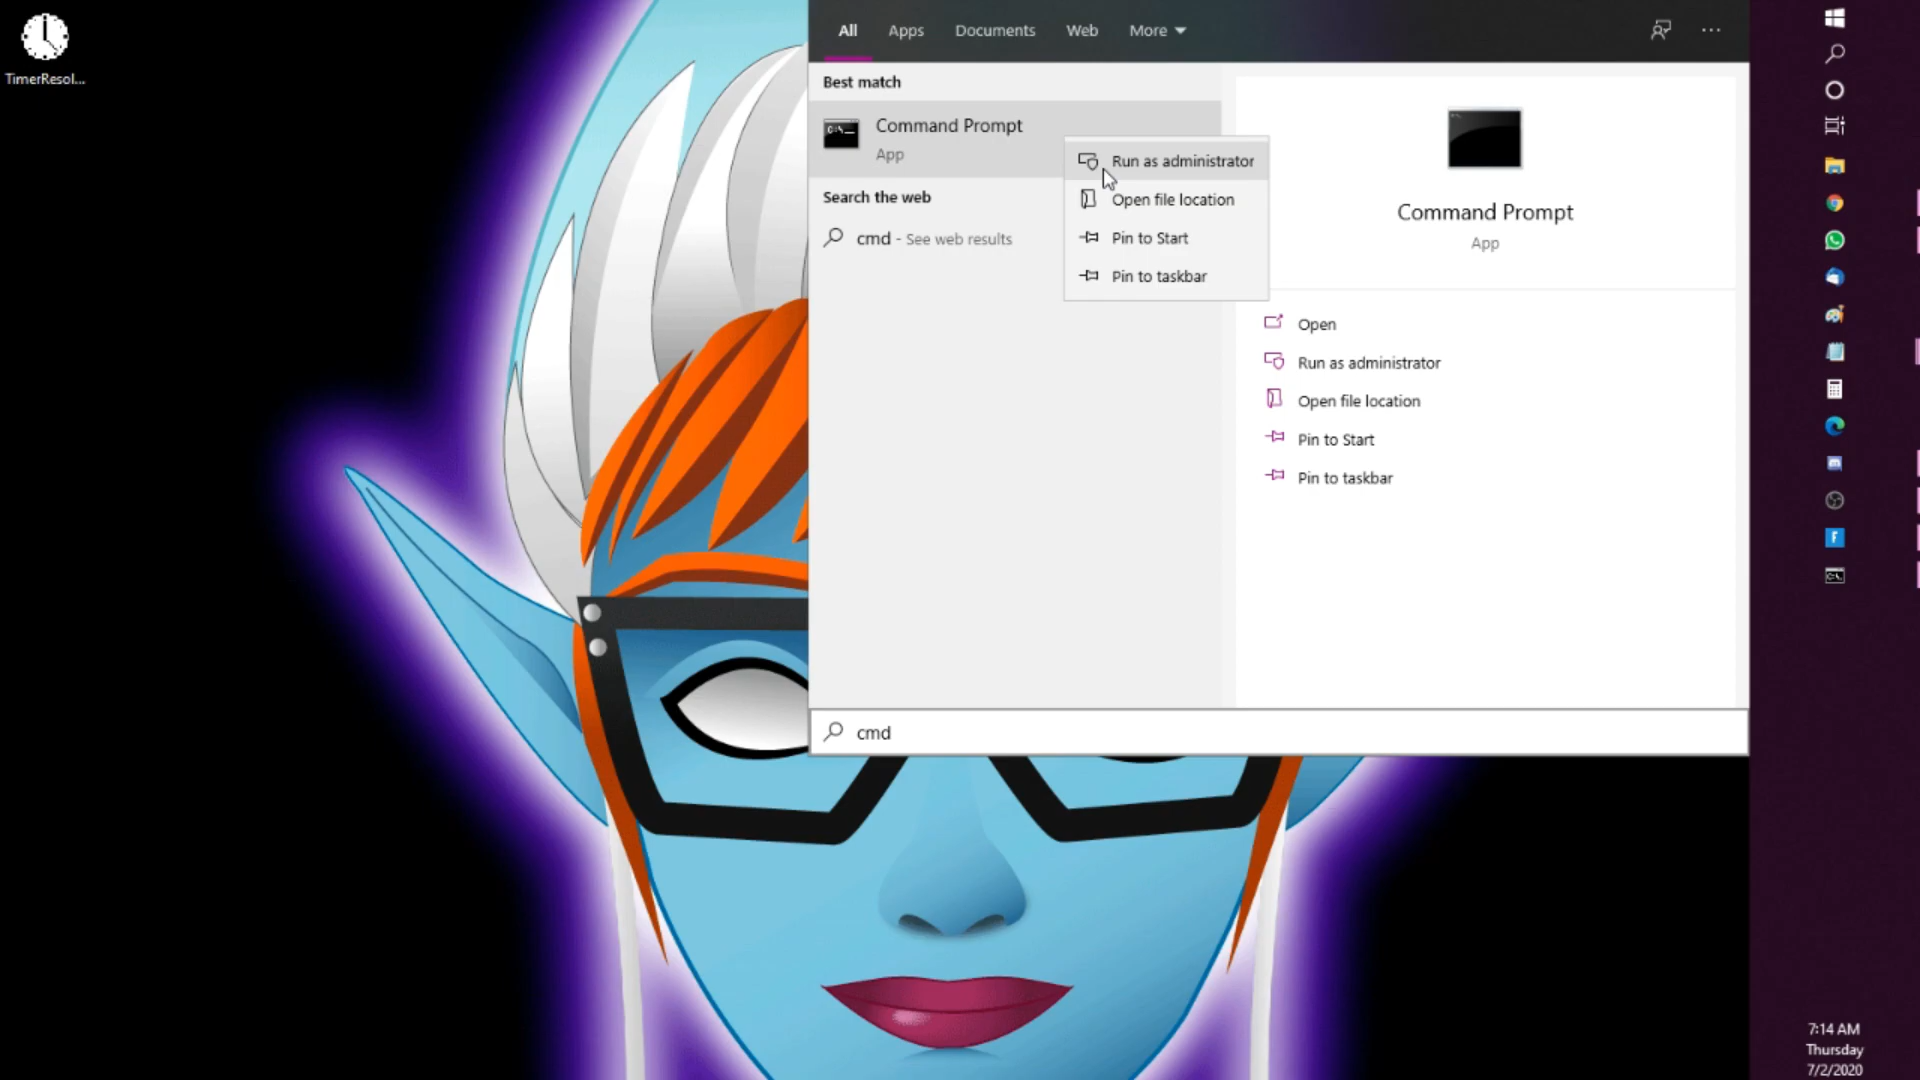 TimerResol...
All
Apps
Documents
Web
More
Best match
Command Prompt
App
Search the web
cmd - See web results
Run as administrator
Open file location
Pin to Start
Pin to taskbar
Command Prompt
App
Open
Run as administrator
Open file location
Pin to Start
Pin to taskbar
cmd
7:14 AM
Thursday
7/2/2020